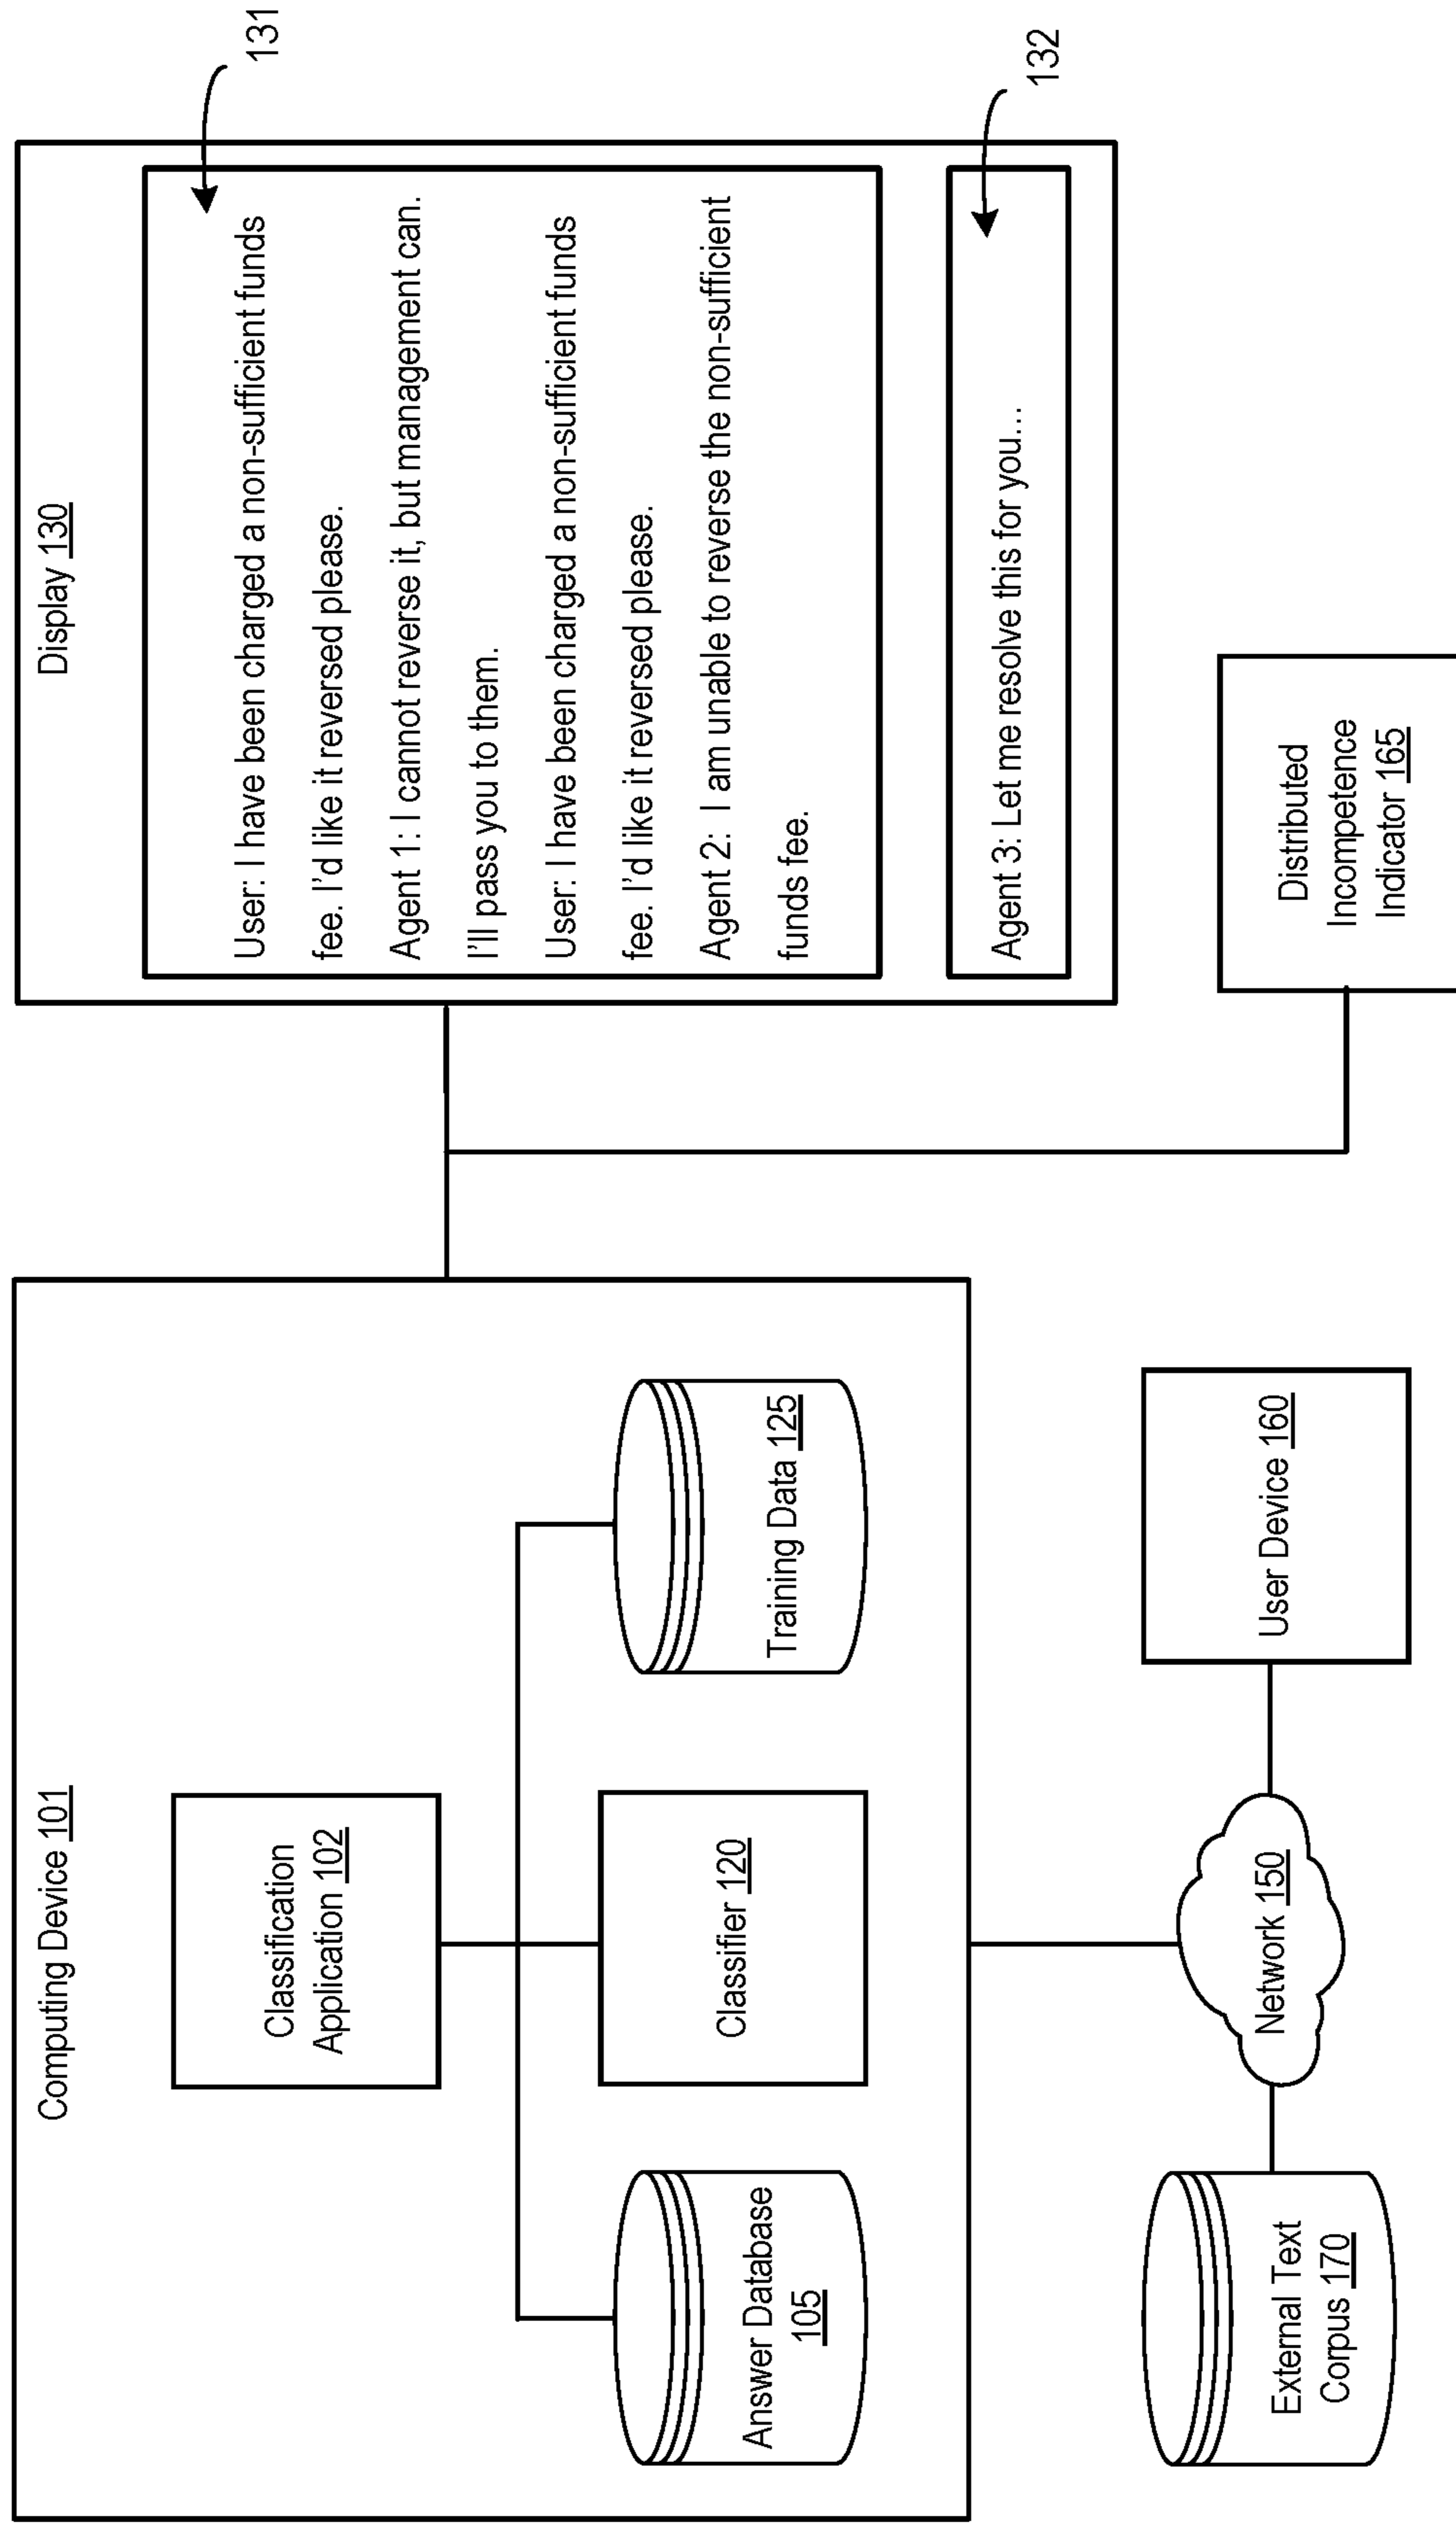 Computing Device 101
Classification
Application 102
Answer Database
105
Classifier 120
Training Data 125
External Text
Corpus 170
Network 150
User Device 160
Display 130
131
User: I have been charged a non-sufficient funds
fee. I’d like it reversed please.
Agent 1: I cannot reverse it, but management can.
I’ll pass you to them.
User: I have been charged a non-sufficient funds
fee. I’d like it reversed please.
Agent 2:  I am unable to reverse the non-sufficient
funds fee.
132
Agent 3: Let me resolve this for you…
Distributed
Incompetence
Indicator 165